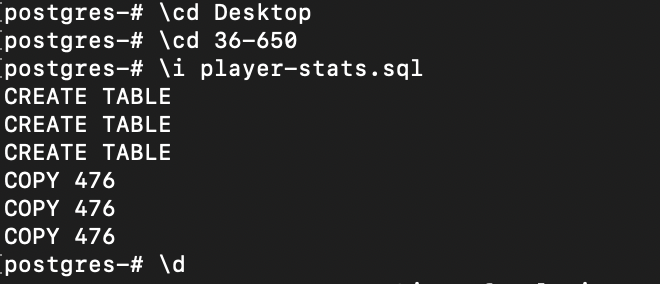 [postgres-# \cd Desktop
[postgres-# \cd 36-650
[postgres-# \i player-stats.sql
CREATE TABLE
CREATE TABLE
CREATE TABLE
COPY 476
COPY 476
COPY 476
[postgres-# \d